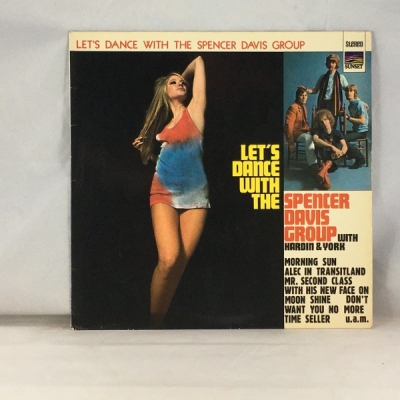 LET'S DANCE WITH THE SPENCER DAVIS GROUP
STEREO
SUNSET
LET'S
DANCE
WITH
THE
SPENCER
DAVIS
GROUP WITH
HARDIN & YORK
MORNING SUN
ALEC IN TRANSITLAND
MR. SECOND CLASS
WITH HIS NEW FACE ON
MOON SHINE DON'T
WANT YOU NO MORE
TIME SELLER u.a.m.